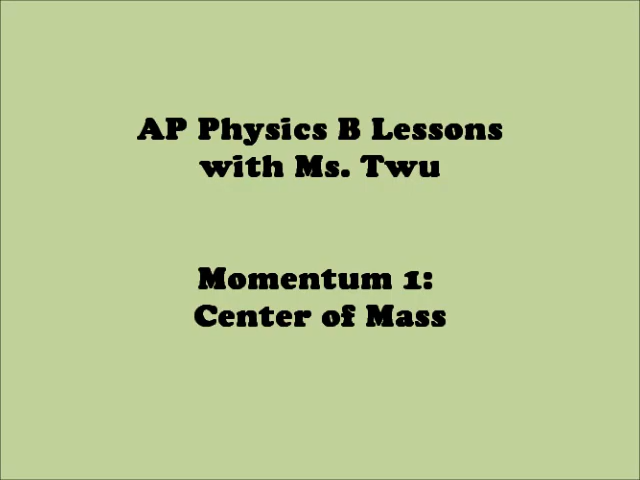 AP Physics B Lessons
with Ms. Twu
Momentum 1:
Center of Mass